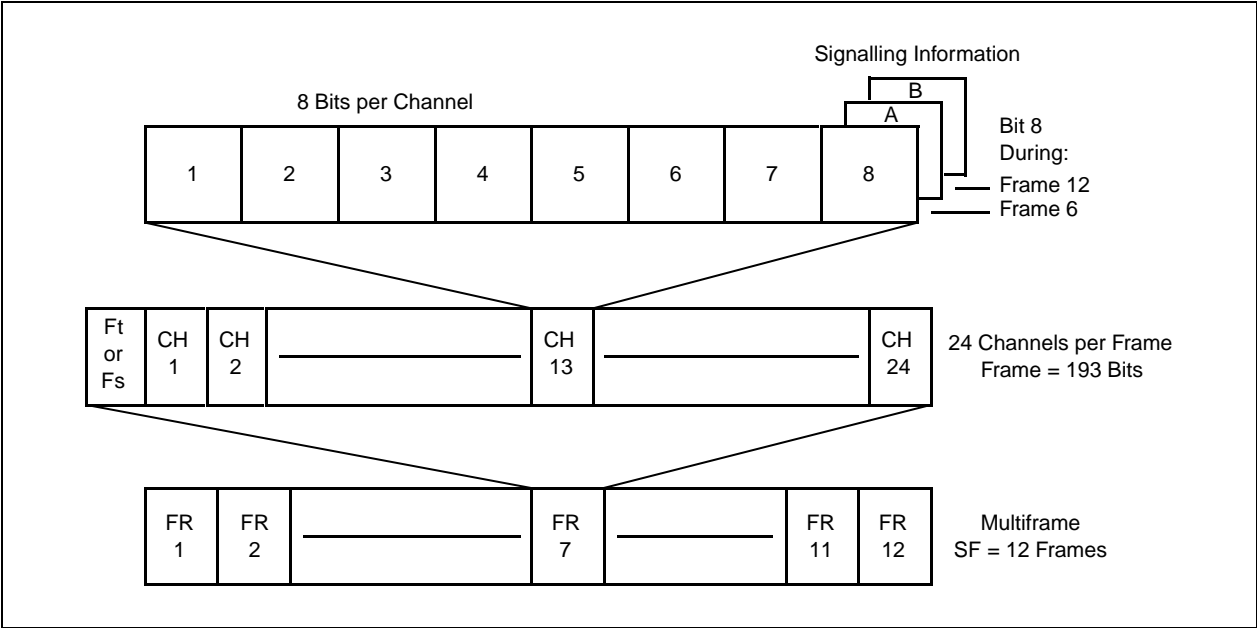 Signalling Information
8 Bits per Channel
B
A
1 2 3 4 5 6 7 8
Bit 8
During:
Frame 12
Frame 6
Ft
or
Fs
CH
1
CH
2
CH
13
CH
24
24 Channels per Frame
Frame = 193 Bits
FR
1
FR
2
FR
7
FR
11
FR
12
Multiframe
SF = 12 Frames